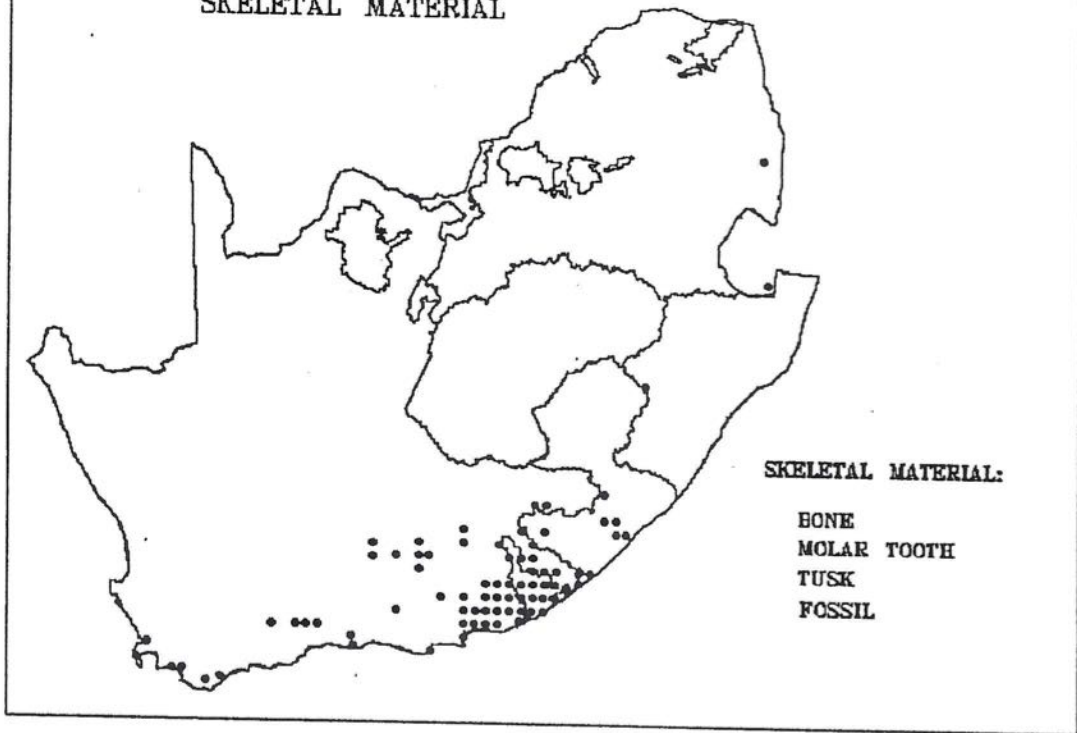 SKELETAL MATERIAL
SKELETAL MATERIAL:
BONE
MOLAR TOOTH
TUSK
FOSSIL